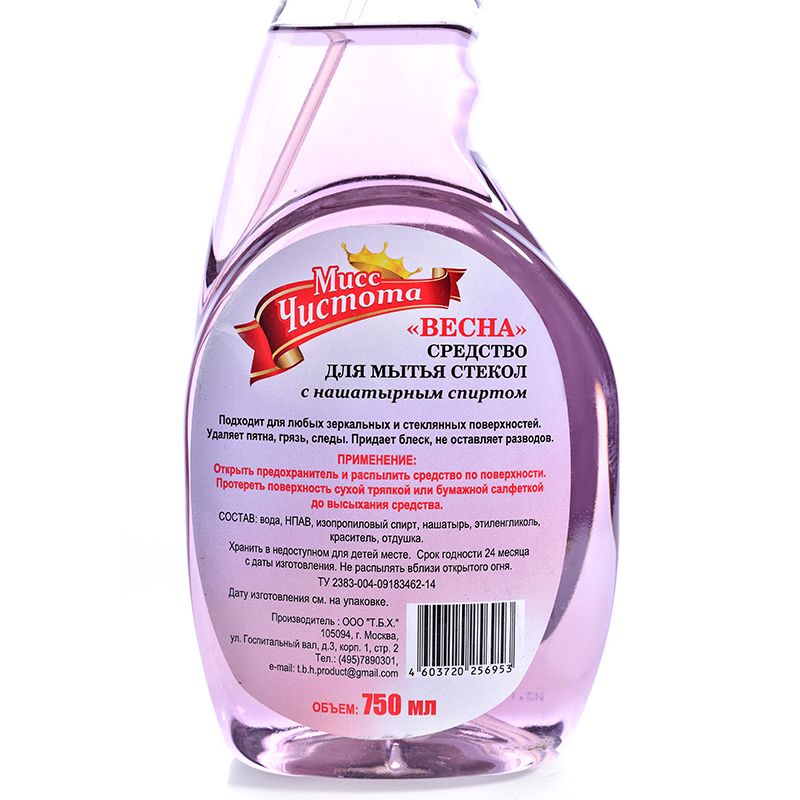 Мисс
Чистота
«ВЕСНА»
СРЕДСТВО
ДЛЯ МЫТЬЯ СТЕКОЛ
с нашатырным спиртом
Подходит для любых зеркальных и стеклянных поверхностей.
Удаляет пятна, грязь, следы. Придает блеск, не оставляет разводов.
ПРИМЕНЕНИЕ:
Открыть предохранитель и распылить средство по поверхности.
Протереть поверхность сухой тряпкой или бумажной салфеткой
до высыхания средства.
СОСТАВ: вода, НПАВ, изопропиловый спирт, нашатырь, этиленгликоль,
краситель, отдушка.
Хранить в недоступном для детей месте. Срок годности 24 месяца
с даты изготовления. Не распылять вблизи открытого огня.
ТУ 2383-004-09183462-14
Дату изготовления см. на упаковке.
Производитель : ООО "Т.Б.Х."
105094, г. Москва,
ул. Госпитальный вал, д.3, корп. 1, стр. 2
Тел.: (495)7890301,
e-mail: t.b.h.product@gmail.com
4 603720 256953
ОБЪЕМ: 750 мл